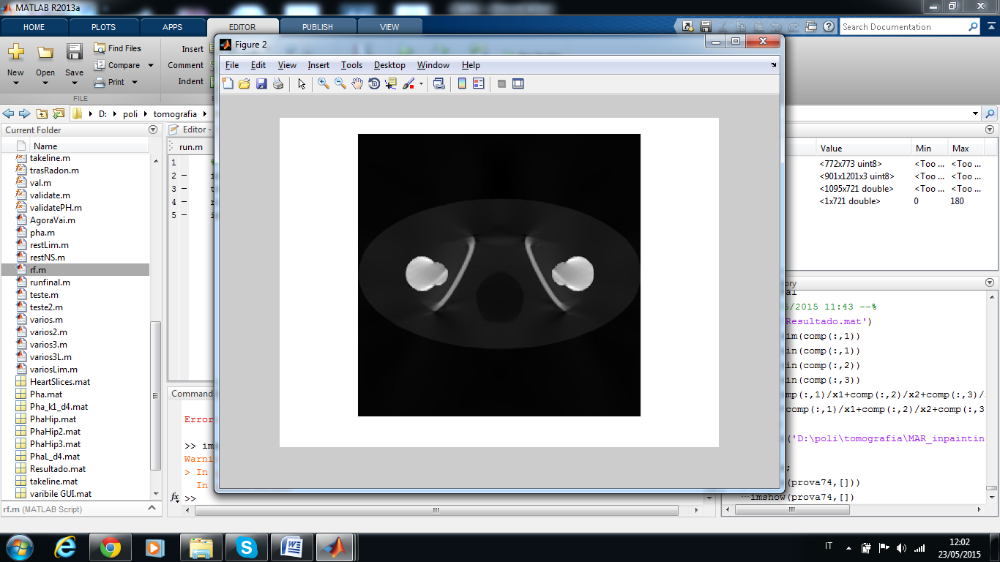 MATLAB R2013a
HOME PLOTS APPS EDITOR PUBLISH VIEW
Search Documentation
New Open Save
Find Files
Compare
Print
Insert
Comment
Indent
FILE
D: poli tomografia
Current Folder
Name
takeline.m
trasRadon.m
val.m
validate.m
validatePH.m
AgoraVai.m
pha.m
restLim.m
restNS.m
rf.m
runfinal.m
teste.m
teste2.m
varios.m
varios2.m
varios3.m
varios3L.m
variosLim.m
HeartSlices.mat
Pha.mat
Pha_k1_d4.mat
PhaHip.mat
PhaHip2.mat
PhaHip3.mat
PhaL_d4.mat
Resultado.mat
takeline.mat
varibile GUI.mat
rf.m (MATLAB Script)
Editor -
run.m
1
2
3
4
5
Command
Error
>> im
Warni
> In
In
fx >>
Figure 2
File Edit View Insert Tools Desktop Window Help
Value Min Max
<772x773 uint8> <Too ... <Too ...
<901x1201x3 uint8> <Too ... <Too ...
<1095x721 double> <Too ... <Too ...
<1x721 double> 0 180
ory
al
5/2015 11:43 --%
Resultado.mat')
im(comp(:,1))
in(comp(:,1))
in(comp(:,2))
in(comp(:,3))
mp(:,1)/x1+comp(:,2)/x2+comp(:,3)/
comp(:,1)/x1+comp(:,2)/x2+comp(:,3
('D:\poli\tomografia\MAR_inpaintin
;
(prova74,[]))
imshow(prova74,[])
IT
12:02
23/05/2015